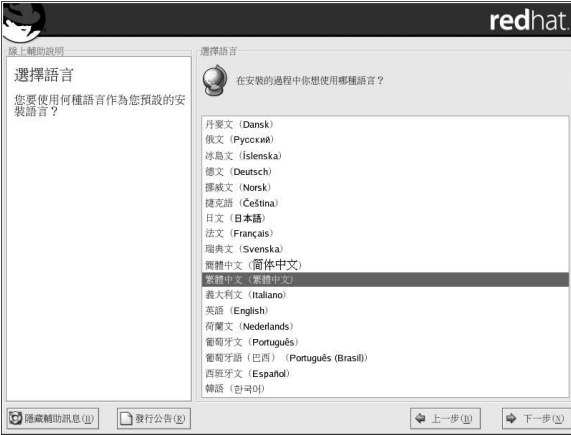 redhat.
線上輔助說明
選擇語言
您要使用何種語言作為您預設的安
裝語言？
選擇語言
在安裝的過程中你想使用哪種語言？
丹麥文（Dansk）
俄文（Русский）
冰島文（Íslenska）
德文（Deutsch）
挪威文（Norsk）
捷克語（Čeština）
日文（日本語）
法文（Français）
瑞典文（Svenska）
簡體中文（简体中文）
繁體中文（繁體中文）
義大利文（Italiano）
英語（English）
荷蘭文（Nederlands）
葡萄牙文（Português）
葡萄牙語（巴西）（Português (Brasil)）
西班牙文（Español）
韓語（한국어）
隱藏輔助訊息(H)
發行公告(R)
上一步(B)
下一步(N)